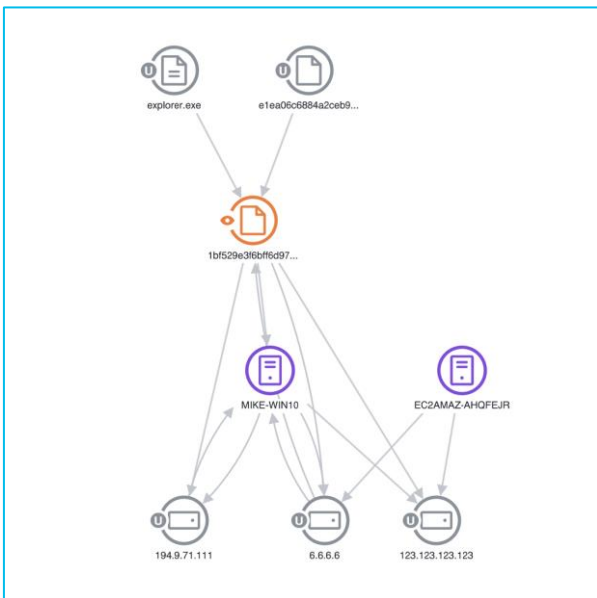 U
explorer.exe
U
e1ea06c6884a2ceb9...
1bf529e3f6bff6d97...
MIKE-WIN10
EC2AMAZ-AHQFEJR
U
194.9.71.111
U
6.6.6.6
U
123.123.123.123